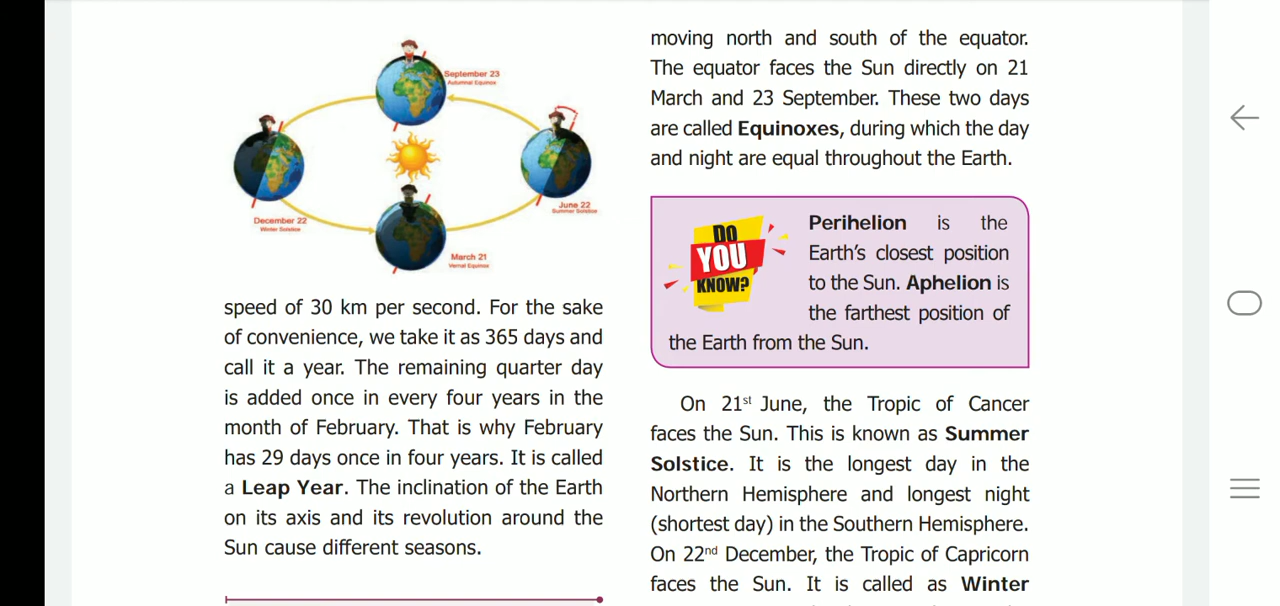 September 23
Autumnal Equinox
June 22
Summer Solstice
December 22
Winter Solstice
March 21
Vernal Equinox
speed of 30 km per second. For the sake
of convenience, we take it as 365 days and
call it a year. The remaining quarter day
is added once in every four years in the
month of February. That is why February
has 29 days once in four years. It is called
a Leap Year. The inclination of the Earth
on its axis and its revolution around the
Sun cause different seasons.
moving north and south of the equator.
The equator faces the Sun directly on 21
March and 23 September. These two days
are called Equinoxes, during which the day
and night are equal throughout the Earth.
DO
YOU
KNOW?
Perihelion is the
Earth's closest position
to the Sun. Aphelion is
the farthest position of
the Earth from the Sun.
On 21st June, the Tropic of Cancer
faces the Sun. This is known as Summer
Solstice. It is the longest day in the
Northern Hemisphere and longest night
(shortest day) in the Southern Hemisphere.
On 22nd December, the Tropic of Capricorn
faces the Sun. It is called as Winter